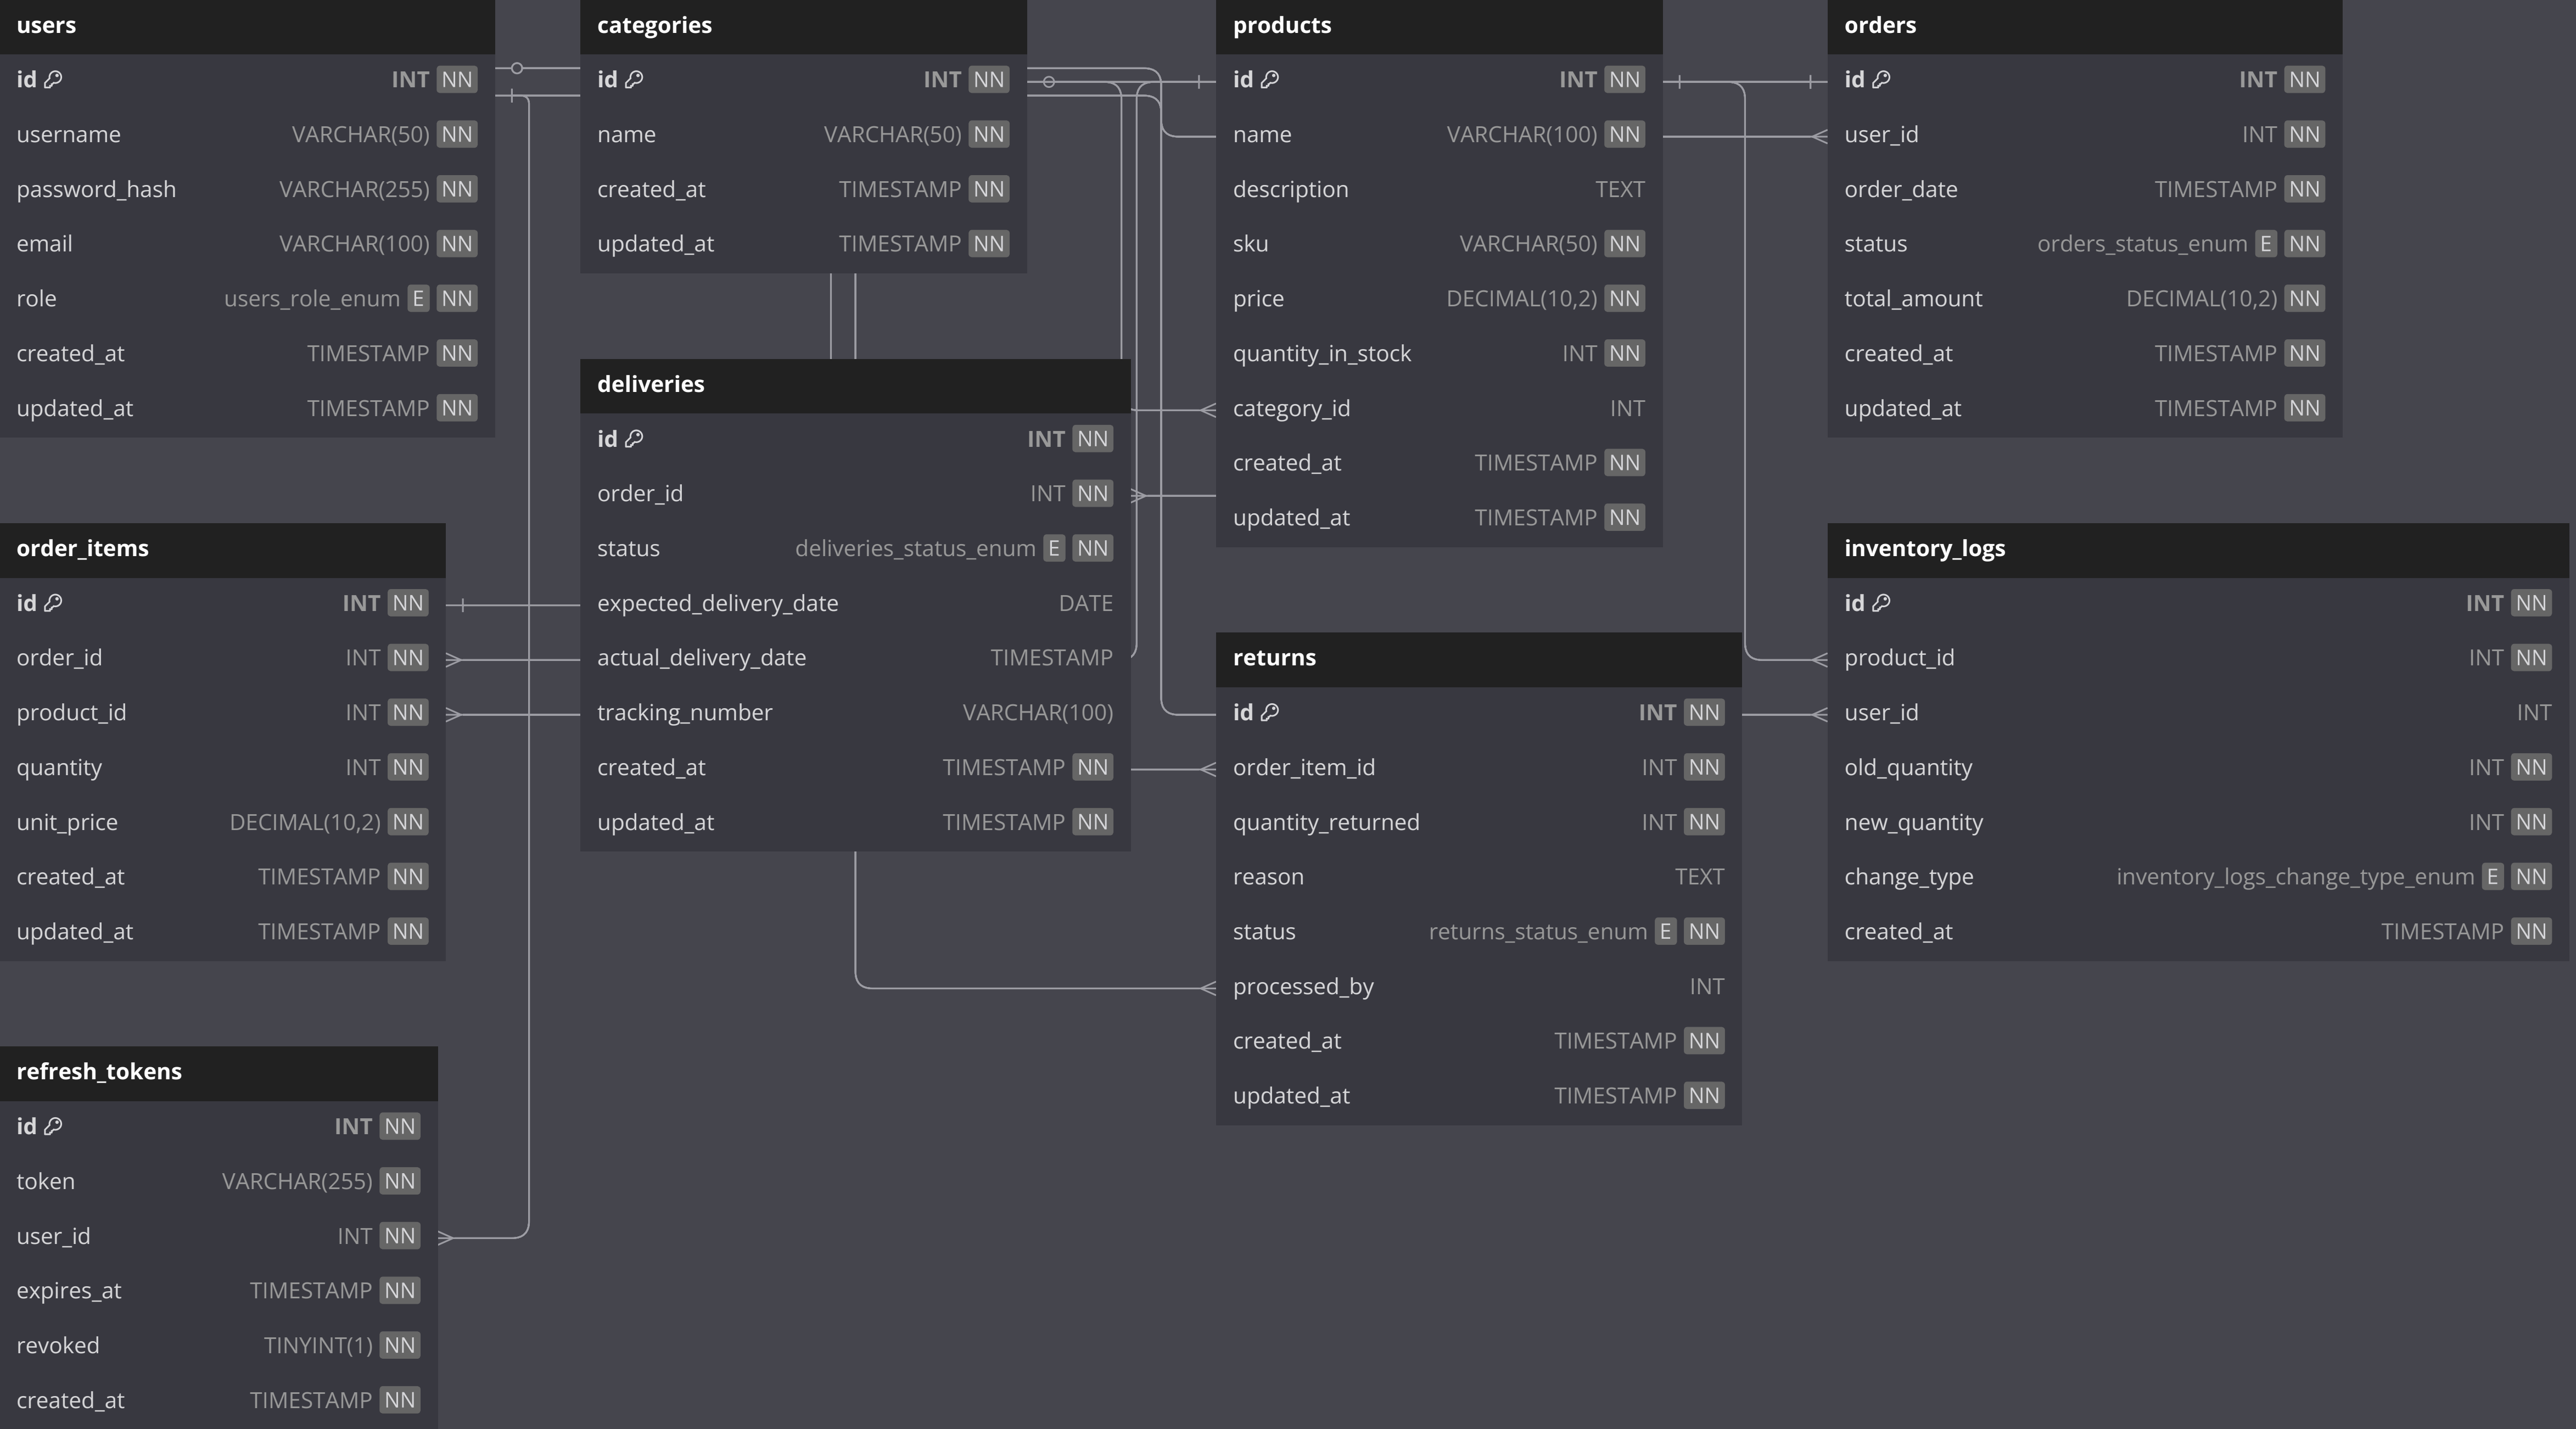 users
id INT NN
username VARCHAR(50) NN
password_hash VARCHAR(255) NN
email VARCHAR(100) NN
role users_role_enum E NN
created_at TIMESTAMP NN
updated_at TIMESTAMP NN
categories
id INT NN
name VARCHAR(50) NN
created_at TIMESTAMP NN
updated_at TIMESTAMP NN
products
id INT NN
name VARCHAR(100) NN
description TEXT
sku VARCHAR(50) NN
price DECIMAL(10,2) NN
quantity_in_stock INT NN
category_id INT
created_at TIMESTAMP NN
updated_at TIMESTAMP NN
orders
id INT NN
user_id INT NN
order_date TIMESTAMP NN
status orders_status_enum E NN
total_amount DECIMAL(10,2) NN
created_at TIMESTAMP NN
updated_at TIMESTAMP NN
deliveries
id INT NN
order_id INT NN
status deliveries_status_enum E NN
expected_delivery_date DATE
actual_delivery_date TIMESTAMP
tracking_number VARCHAR(100)
created_at TIMESTAMP NN
updated_at TIMESTAMP NN
order_items
id INT NN
order_id INT NN
product_id INT NN
quantity INT NN
unit_price DECIMAL(10,2) NN
created_at TIMESTAMP NN
updated_at TIMESTAMP NN
returns
id INT NN
order_item_id INT NN
quantity_returned INT NN
reason TEXT
status returns_status_enum E NN
processed_by INT
created_at TIMESTAMP NN
updated_at TIMESTAMP NN
inventory_logs
id INT NN
product_id INT NN
user_id INT
old_quantity INT NN
new_quantity INT NN
change_type inventory_logs_change_type_enum E NN
created_at TIMESTAMP NN
refresh_tokens
id INT NN
token VARCHAR(255) NN
user_id INT NN
expires_at TIMESTAMP NN
revoked TINYINT(1) NN
created_at TIMESTAMP NN